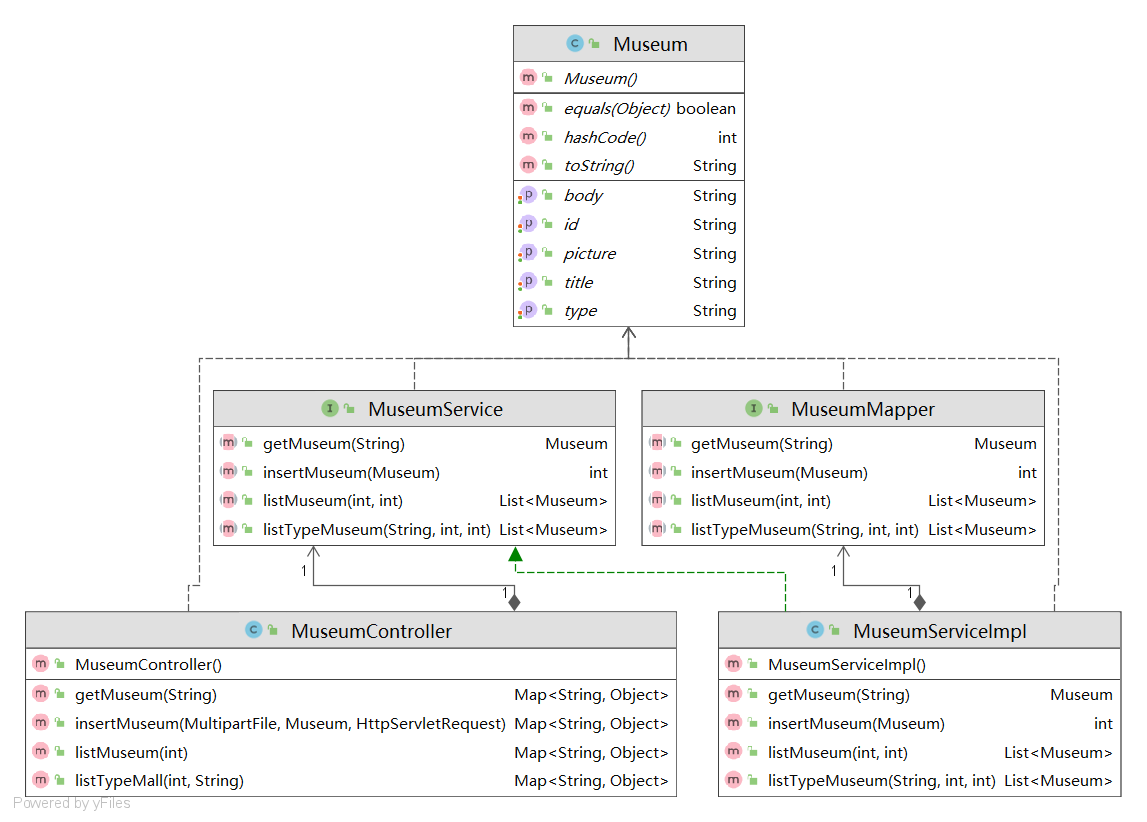 Museum
Museum()
equals(Object) boolean
hashCode() int
toString() String
body String
id String
picture String
title String
type String
MuseumService
getMuseum(String) Museum
insertMuseum(Museum) int
listMuseum(int, int) List<Museum>
listTypeMuseum(String, int, int) List<Museum>
MuseumMapper
getMuseum(String) Museum
insertMuseum(Museum) int
listMuseum(int, int) List<Museum>
listTypeMuseum(String, int, int) List<Museum>
1
1
1
1
MuseumController
MuseumController()
getMuseum(String) Map<String, Object>
insertMuseum(MultipartFile, Museum, HttpServletRequest) Map<String, Object>
listMuseum(int) Map<String, Object>
listTypeMall(int, String) Map<String, Object>
MuseumServiceImpl
MuseumServiceImpl()
getMuseum(String) Museum
insertMuseum(Museum) int
listMuseum(int, int) List<Museum>
listTypeMuseum(String, int, int) List<Museum>
Powered by yFiles